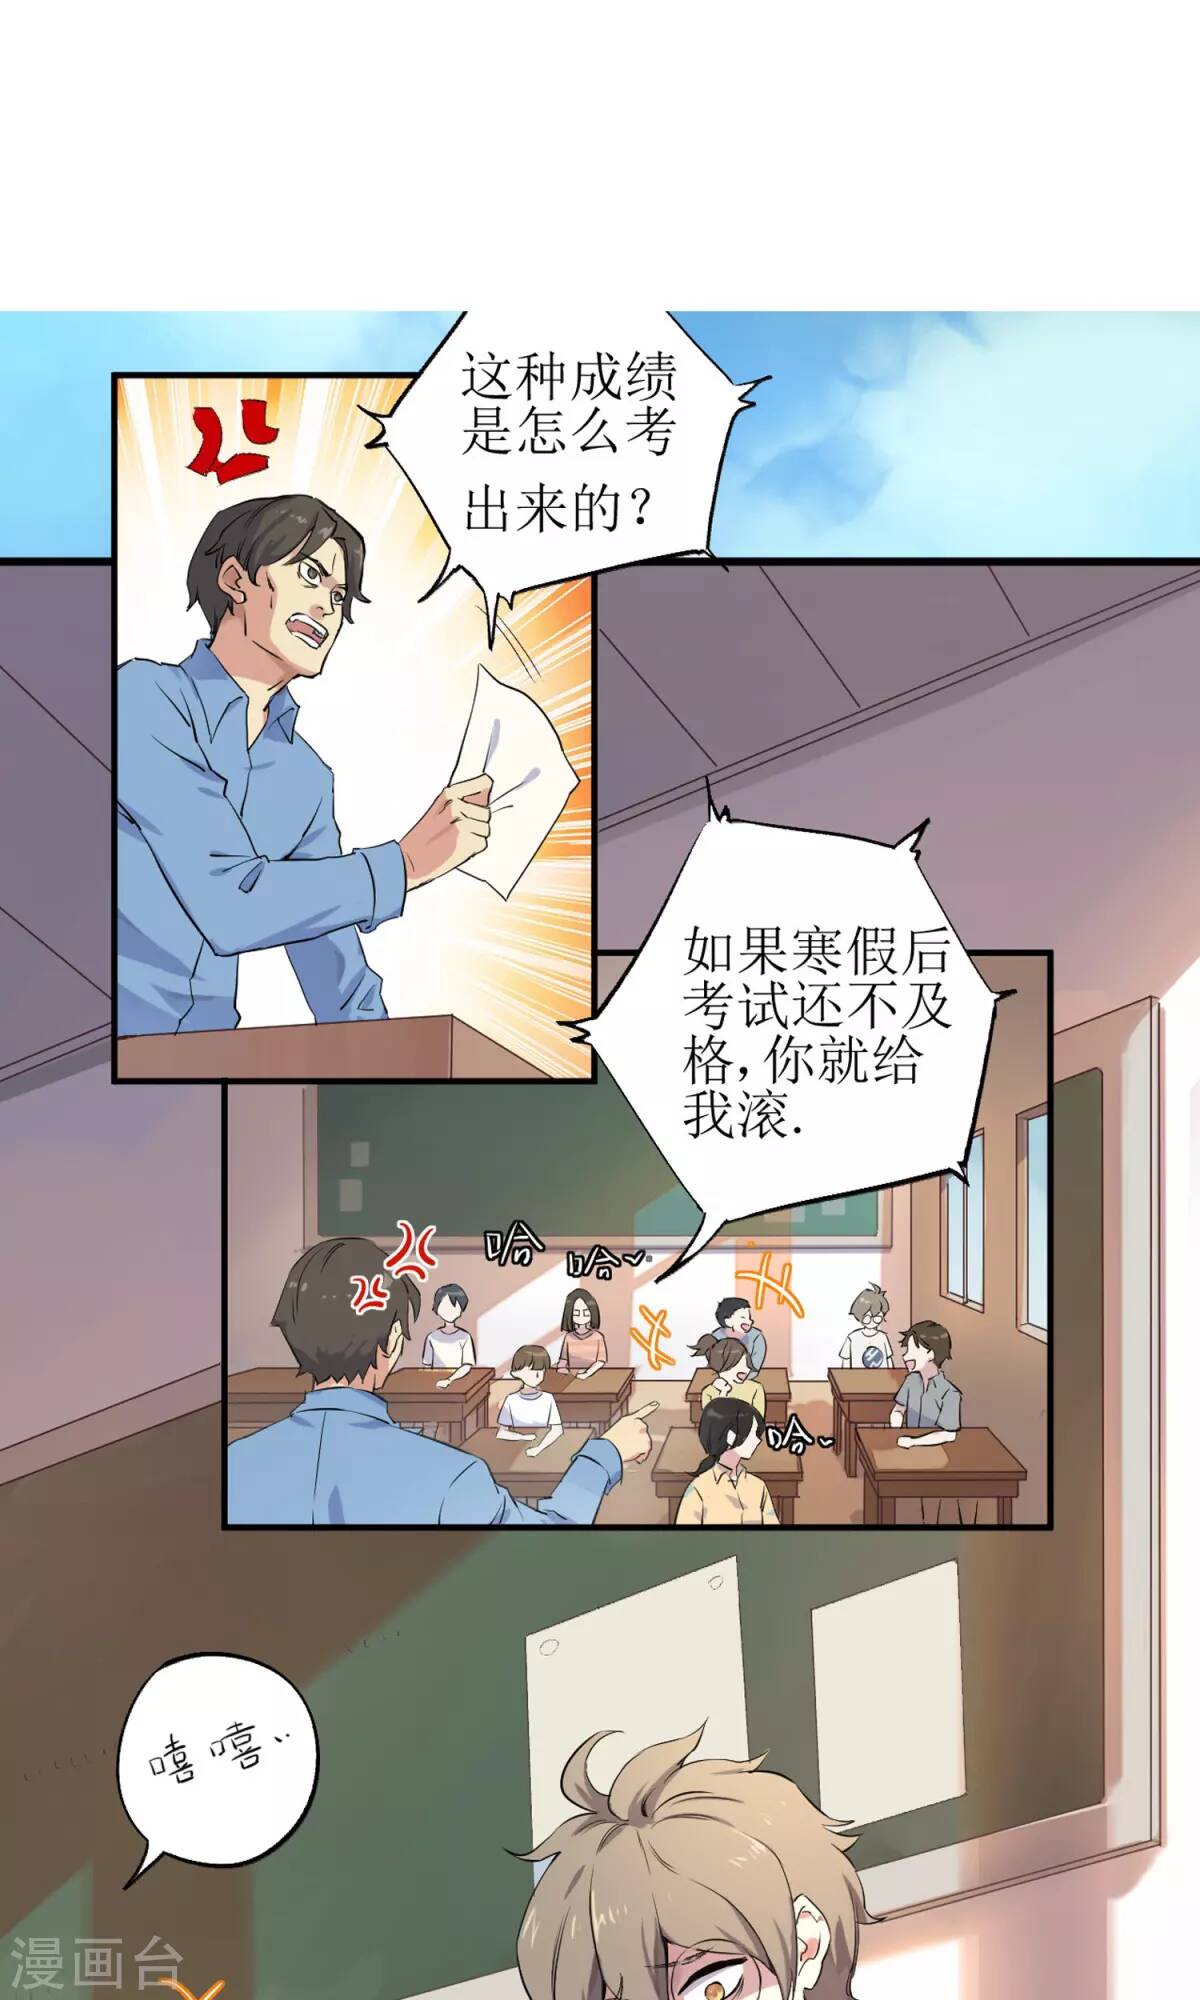 这种成绩
是怎么考
出来的？
如果寒假后
考试还不及
格，你就给
我滚.
哈
哈~
哈~
嘻嘻..
漫画台